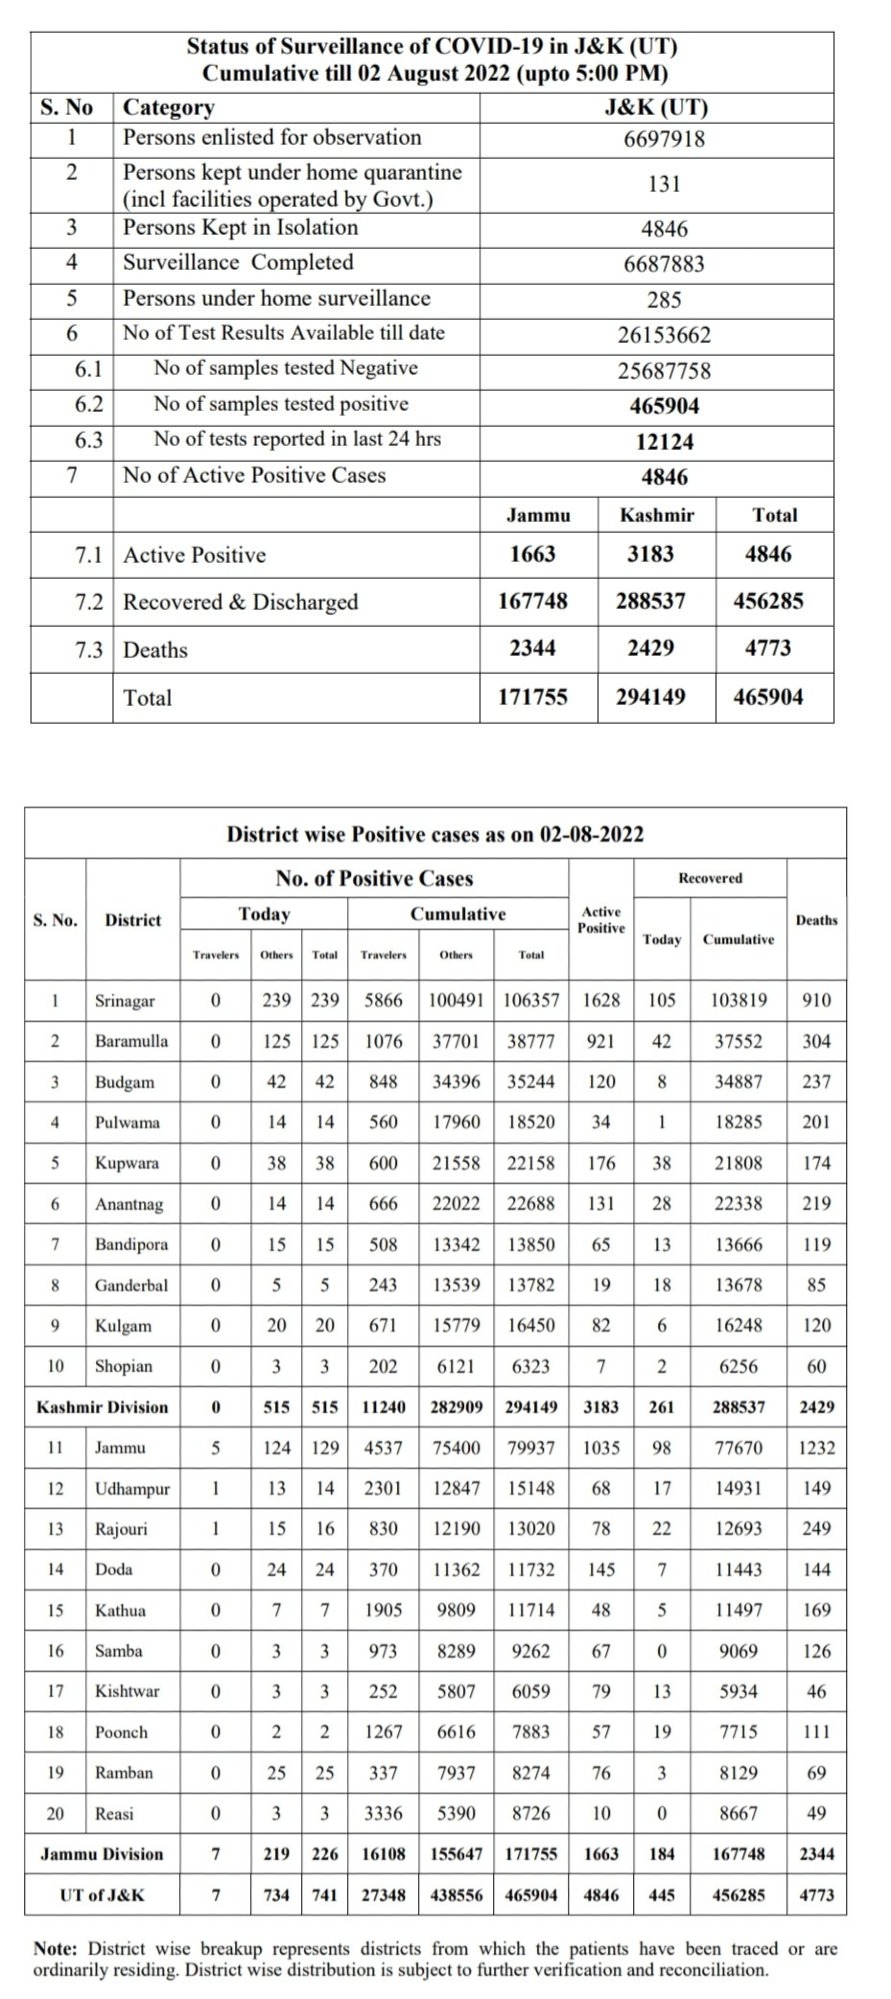 Status of Surveillance of COVID-19 in J&K (UT)
Cumulative till 02 August 2022 (upto 5:00 PM)
S. No Category J&K (UT)
1 Persons enlisted for observation 6697918
2 Persons kept under home quarantine
(incl facilities operated by Govt.) 131
3 Persons Kept in Isolation 4846
4 Surveillance Completed 6687883
5 Persons under home surveillance 285
6 No of Test Results Available till date 26153662
6.1 No of samples tested Negative 25687758
6.2 No of samples tested positive 465904
6.3 No of tests reported in last 24 hrs 12124
7 No of Active Positive Cases 4846
Jammu Kashmir Total
7.1 Active Positive 1663 3183 4846
7.2 Recovered & Discharged 167748 288537 456285
7.3 Deaths 2344 2429 4773
Total 171755 294149 465904
District wise Positive cases as on 02-08-2022
S. No. District No. of Positive Cases Active Positive Recovered Deaths
Today Cumulative
Travelers Others Total Travelers Others Total Today Cumulative
1 Srinagar 0 239 239 5866 100491 106357 1628 105 103819 910
2 Baramulla 0 125 125 1076 37701 38777 921 42 37552 304
3 Budgam 0 42 42 848 34396 35244 120 8 34887 237
4 Pulwama 0 14 14 560 17960 18520 34 1 18285 201
5 Kupwara 0 38 38 600 21558 22158 176 38 21808 174
6 Anantnag 0 14 14 666 22022 22688 131 28 22338 219
7 Bandipora 0 15 15 508 13342 13850 65 13 13666 119
8 Ganderbal 0 5 5 243 13539 13782 19 18 13678 85
9 Kulgam 0 20 20 671 15779 16450 82 6 16248 120
10 Shopian 0 3 3 202 6121 6323 7 2 6256 60
Kashmir Division 0 515 515 11240 282909 294149 3183 261 288537 2429
11 Jammu 5 124 129 4537 75400 79937 1035 98 77670 1232
12 Udhampur 1 13 14 2301 12847 15148 68 17 14931 149
13 Rajouri 1 15 16 830 12190 13020 78 22 12693 249
14 Doda 0 24 24 370 11362 11732 145 7 11443 144
15 Kathua 0 7 7 1905 9809 11714 48 5 11497 169
16 Samba 0 3 3 973 8289 9262 67 0 9069 126
17 Kishtwar 0 3 3 252 5807 6059 79 13 5934 46
18 Poonch 0 2 2 1267 6616 7883 57 19 7715 111
19 Ramban 0 25 25 337 7937 8274 76 3 8129 69
20 Reasi 0 3 3 3336 5390 8726 10 0 8667 49
Jammu Division 7 219 226 16108 155647 171755 1663 184 167748 2344
UT of J&K 7 734 741 27348 438556 465904 4846 445 456285 4773
Note: District wise breakup represents districts from which the patients have been traced or are
ordinarily residing. District wise distribution is subject to further verification and reconciliation.